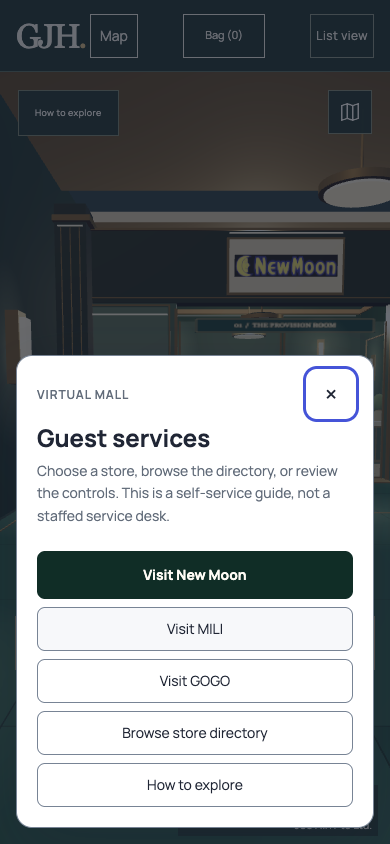 GJH.
Map
Bag (0)
List view
How to explore
NewMoon
01 / THE PROVISION ROOM
VIRTUAL MALL
×
Guest services
Choose a store, browse the directory, or review
the controls. This is a self-service guide, not a
staffed service desk.
Visit New Moon
Visit MILI
Visit GOGO
Browse store directory
How to explore